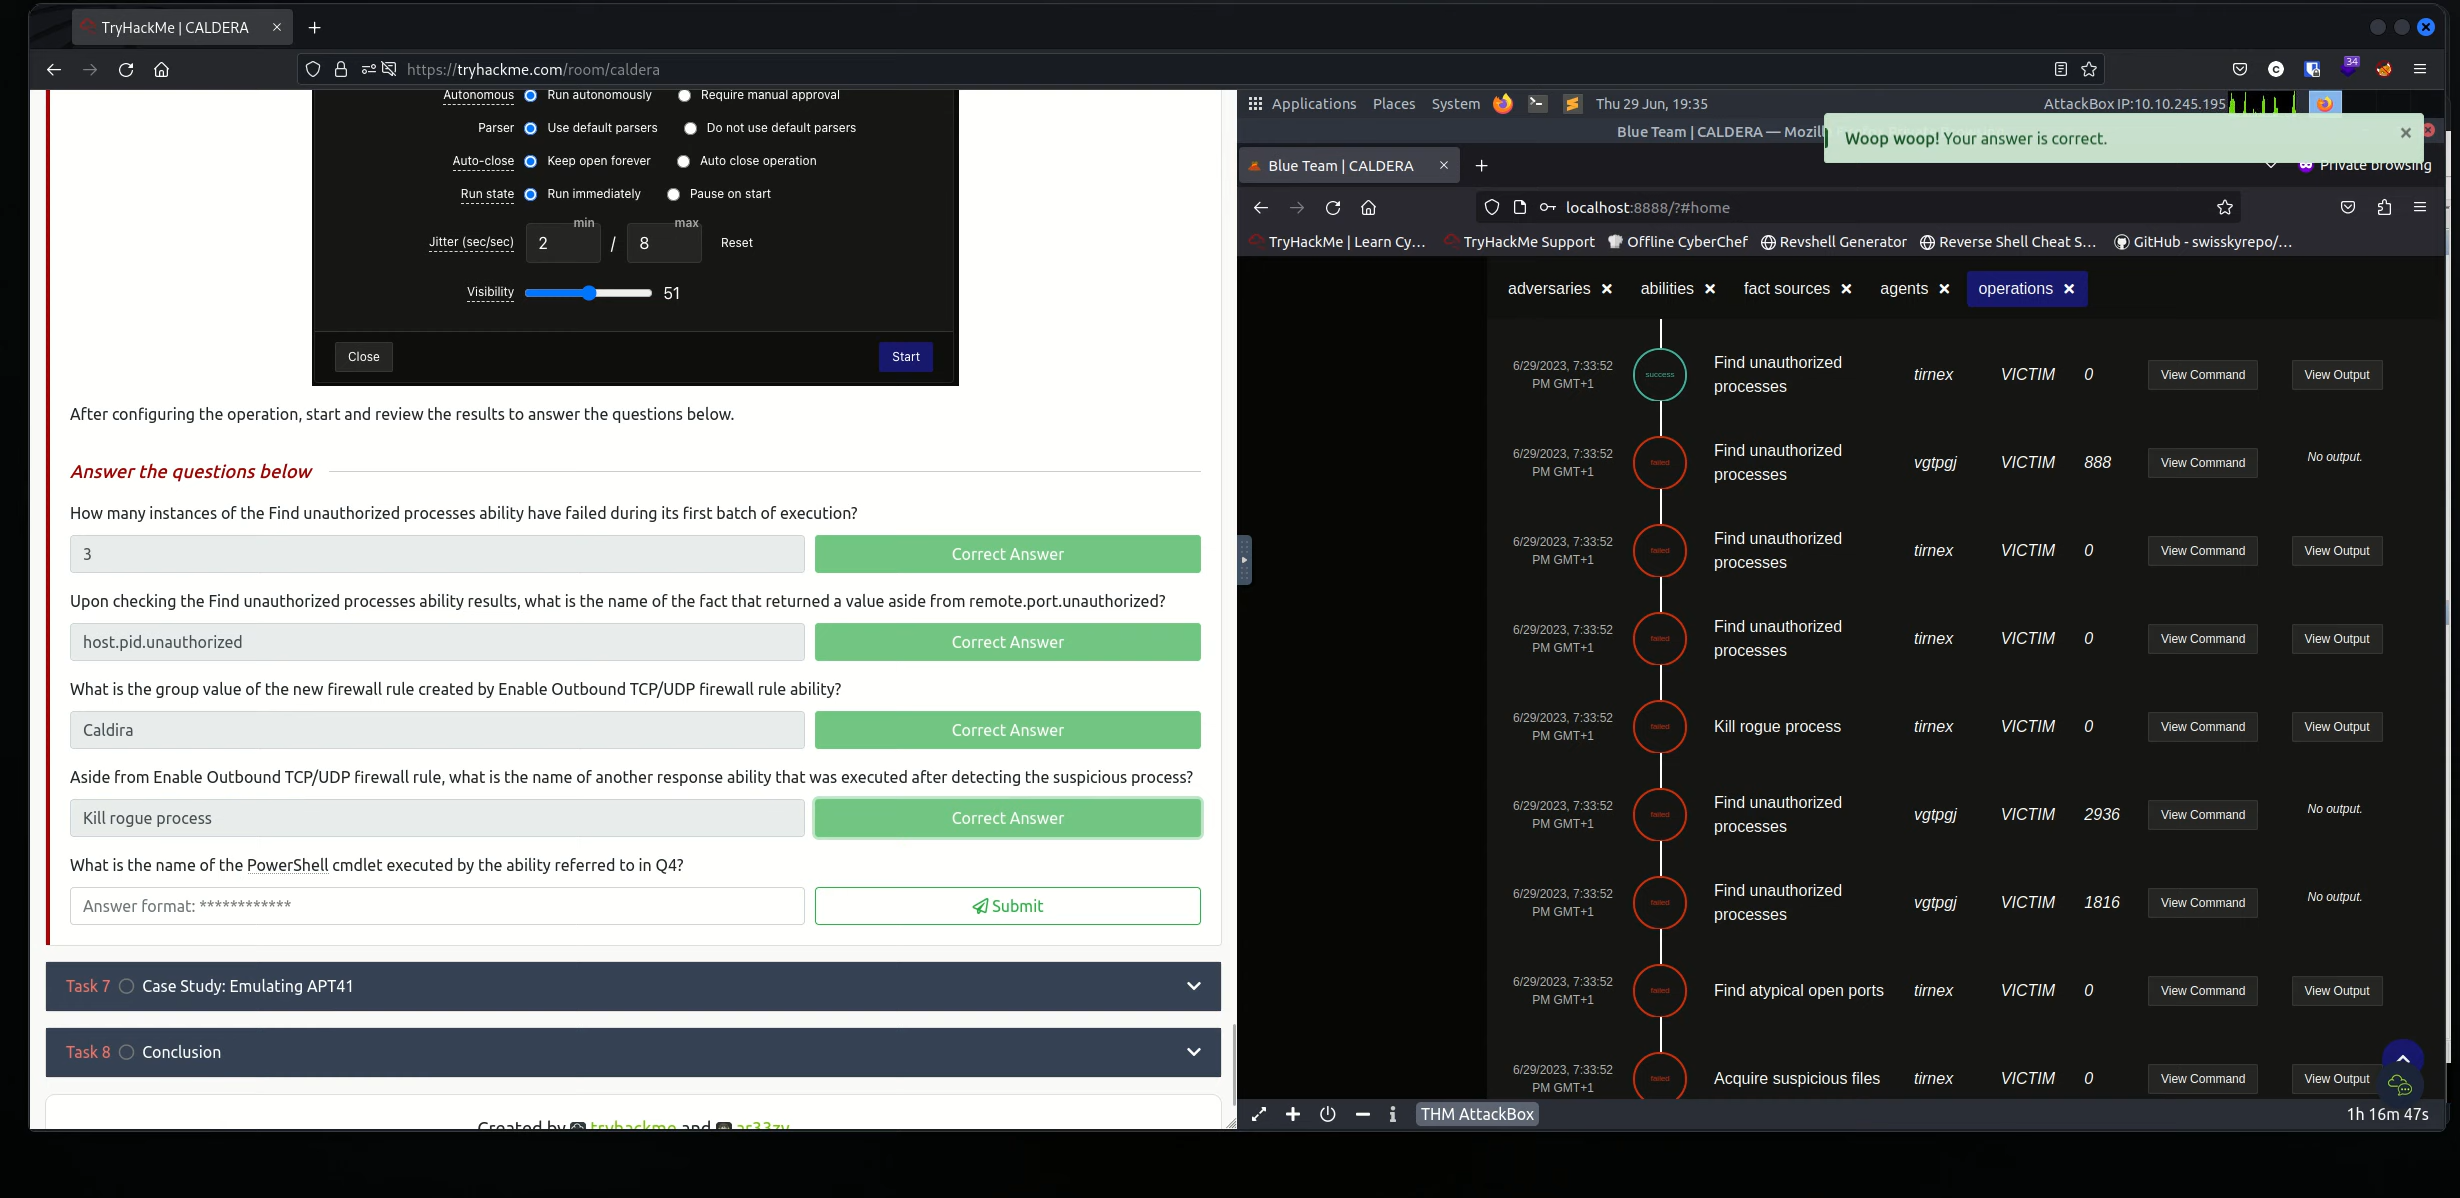 TryHackMe | CALDERA
https://tryhackme.com/room/caldera
34
Autonomous Run autonomously Require manual approval
Parser Use default parsers Do not use default parsers
Auto-close Keep open forever Auto close operation
Run state Run immediately Pause on start
min max
Jitter (sec/sec) 2 / 8 Reset
Visibility 51
Close Start
After configuring the operation, start and review the results to answer the questions below.
Answer the questions below
How many instances of the Find unauthorized processes ability have failed during its first batch of execution?
3 Correct Answer
Upon checking the Find unauthorized processes ability results, what is the name of the fact that returned a value aside from remote.port.unauthorized?
host.pid.unauthorized Correct Answer
What is the group value of the new firewall rule created by Enable Outbound TCP/UDP firewall rule ability?
Caldira Correct Answer
Aside from Enable Outbound TCP/UDP firewall rule, what is the name of another response ability that was executed after detecting the suspicious process?
Kill rogue process Correct Answer
What is the name of the PowerShell cmdlet executed by the ability referred to in Q4?
Answer format: ************ Submit
Task 7 Case Study: Emulating APT41
Task 8 Conclusion
Created by tryhackme and ar33zy
Applications Places System Thu 29 Jun, 19:35 AttackBox IP:10.10.245.195
Blue Team | CALDERA — Mozil
Woop woop! Your answer is correct.
Blue Team | CALDERA Private browsing
localhost:8888/?#home
TryHackMe | Learn Cy... TryHackMe Support Offline CyberChef Revshell Generator Reverse Shell Cheat S... GitHub - swisskyrepo/...
adversaries abilities fact sources agents operations
6/29/2023, 7:33:52 PM GMT+1 success Find unauthorized processes tirnex VICTIM 0 View Command View Output
6/29/2023, 7:33:52 PM GMT+1 failed Find unauthorized processes vgtpgj VICTIM 888 View Command No output.
6/29/2023, 7:33:52 PM GMT+1 failed Find unauthorized processes tirnex VICTIM 0 View Command View Output
6/29/2023, 7:33:52 PM GMT+1 failed Find unauthorized processes tirnex VICTIM 0 View Command View Output
6/29/2023, 7:33:52 PM GMT+1 failed Kill rogue process tirnex VICTIM 0 View Command View Output
6/29/2023, 7:33:52 PM GMT+1 failed Find unauthorized processes vgtpgj VICTIM 2936 View Command No output.
6/29/2023, 7:33:52 PM GMT+1 failed Find unauthorized processes vgtpgj VICTIM 1816 View Command No output.
6/29/2023, 7:33:52 PM GMT+1 failed Find atypical open ports tirnex VICTIM 0 View Command View Output
6/29/2023, 7:33:52 PM GMT+1 failed Acquire suspicious files tirnex VICTIM 0 View Command View Output
THM AttackBox 1h 16m 47s